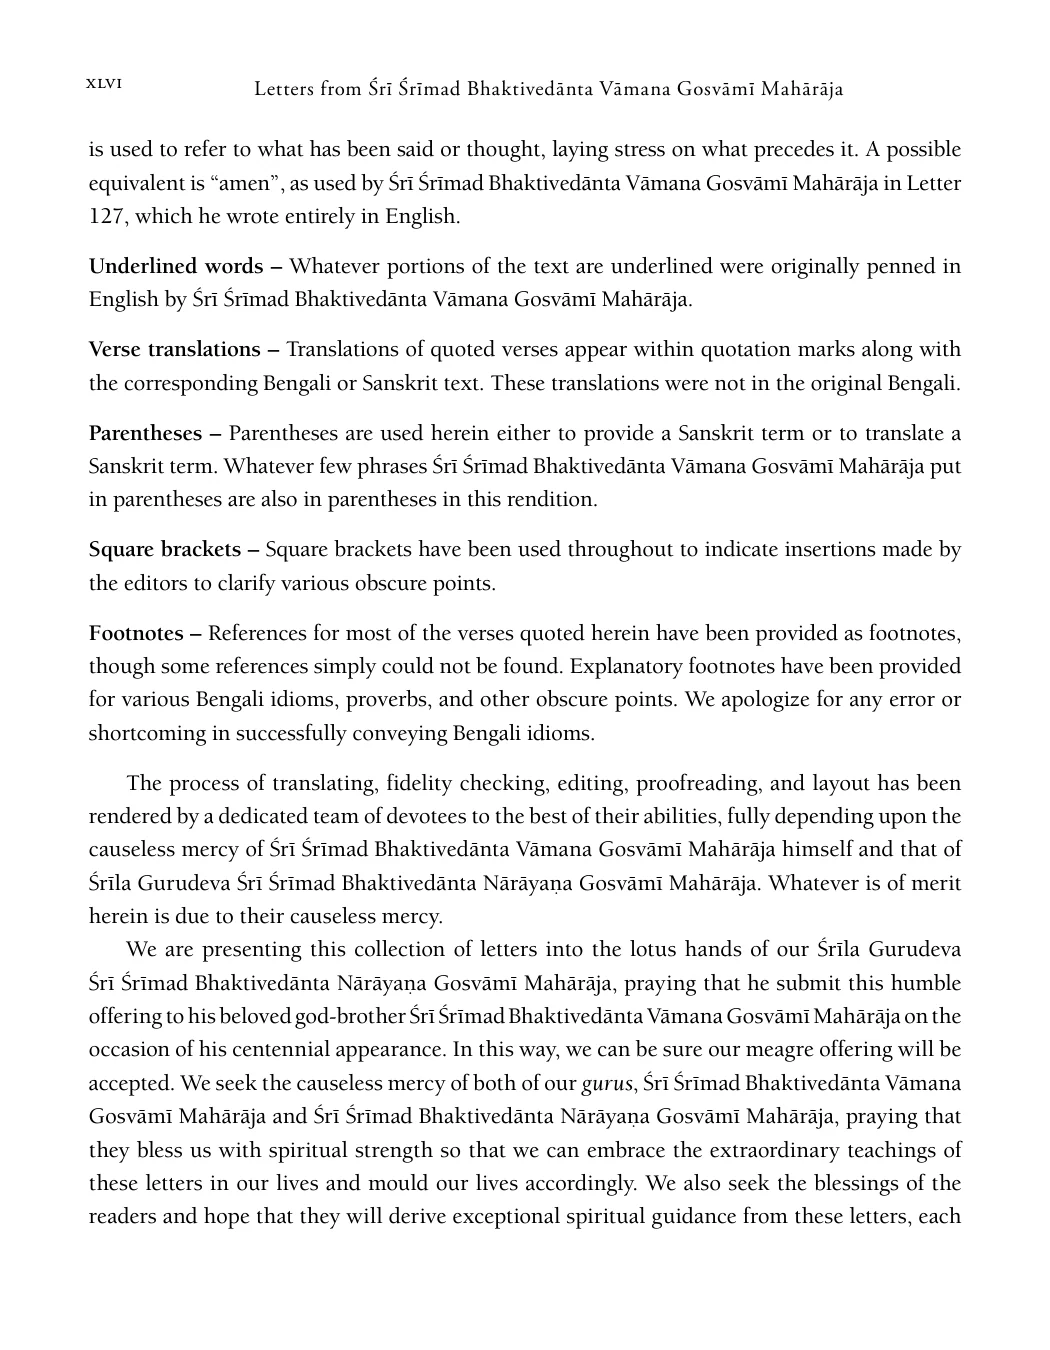 XLVI
Letters from Śrī Śrīmad Bhaktivedānta Vāmana Gosvāmī Mahārāja
is used to refer to what has been said or thought, laying stress on what precedes it. A possible
equivalent is “amen”, as used by Śrī Śrīmad Bhaktivedānta Vāmana Gosvāmī Mahārāja in Letter
127, which he wrote entirely in English.
Underlined words – Whatever portions of the text are underlined were originally penned in
English by Śrī Śrīmad Bhaktivedānta Vāmana Gosvāmī Mahārāja.
Verse translations – Translations of quoted verses appear within quotation marks along with
the corresponding Bengali or Sanskrit text. These translations were not in the original Bengali.
Parentheses – Parentheses are used herein either to provide a Sanskrit term or to translate a
Sanskrit term. Whatever few phrases Śrī Śrīmad Bhaktivedānta Vāmana Gosvāmī Mahārāja put
in parentheses are also in parentheses in this rendition.
Square brackets – Square brackets have been used throughout to indicate insertions made by
the editors to clarify various obscure points.
Footnotes – References for most of the verses quoted herein have been provided as footnotes,
though some references simply could not be found. Explanatory footnotes have been provided
for various Bengali idioms, proverbs, and other obscure points. We apologize for any error or
shortcoming in successfully conveying Bengali idioms.
The process of translating, fidelity checking, editing, proofreading, and layout has been
rendered by a dedicated team of devotees to the best of their abilities, fully depending upon the
causeless mercy of Śrī Śrīmad Bhaktivedānta Vāmana Gosvāmī Mahārāja himself and that of
Śrīla Gurudeva Śrī Śrīmad Bhaktivedānta Nārāyaṇa Gosvāmī Mahārāja. Whatever is of merit
herein is due to their causeless mercy.
We are presenting this collection of letters into the lotus hands of our Śrīla Gurudeva
Śrī Śrīmad Bhaktivedānta Nārāyaṇa Gosvāmī Mahārāja, praying that he submit this humble
offering to his beloved god-brother Śrī Śrīmad Bhaktivedānta Vāmana Gosvāmī Mahārāja on the
occasion of his centennial appearance. In this way, we can be sure our meagre offering will be
accepted. We seek the causeless mercy of both of our gurus, Śrī Śrīmad Bhaktivedānta Vāmana
Gosvāmī Mahārāja and Śrī Śrīmad Bhaktivedānta Nārāyaṇa Gosvāmī Mahārāja, praying that
they bless us with spiritual strength so that we can embrace the extraordinary teachings of
these letters in our lives and mould our lives accordingly. We also seek the blessings of the
readers and hope that they will derive exceptional spiritual guidance from these letters, each